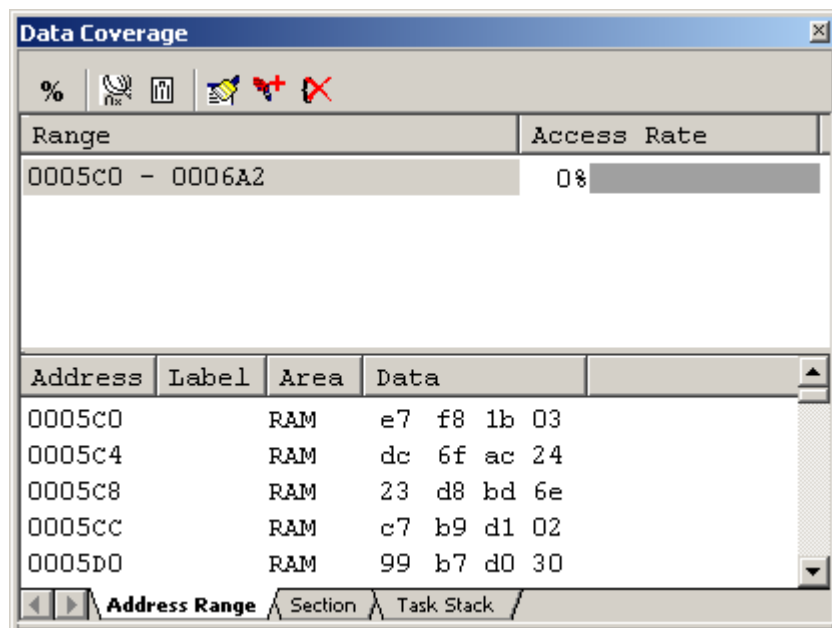 Data Coverage
%
Range Access Rate
0005C0 - 0006A2 0%
Address Label Area Data
0005C0 RAM e7 f8 1b 03
0005C4 RAM dc 6f ac 24
0005C8 RAM 23 d8 bd 6e
0005CC RAM c7 b9 d1 02
0005D0 RAM 99 b7 d0 30
Address Range Section Task Stack